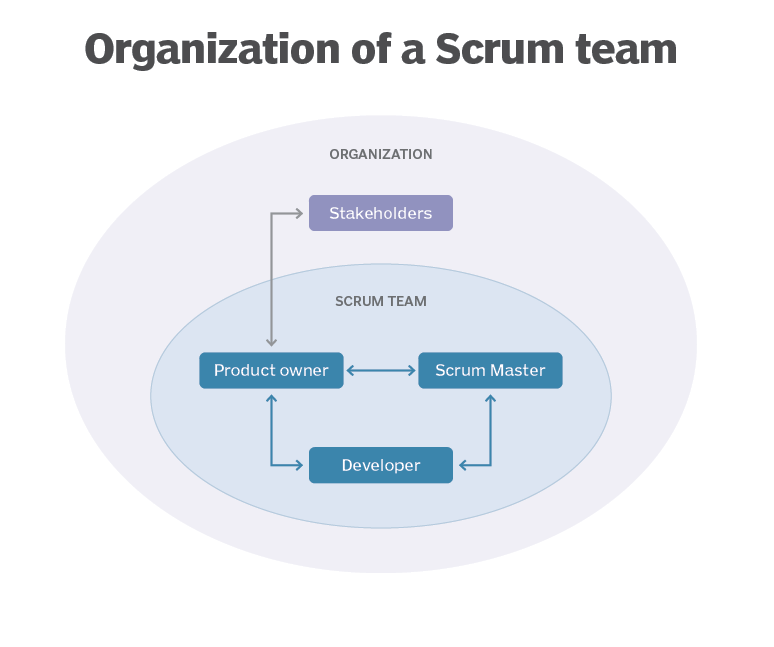 Organization of a Scrum team
ORGANIZATION
Stakeholders
SCRUM TEAM
Product owner
Scrum Master
Developer